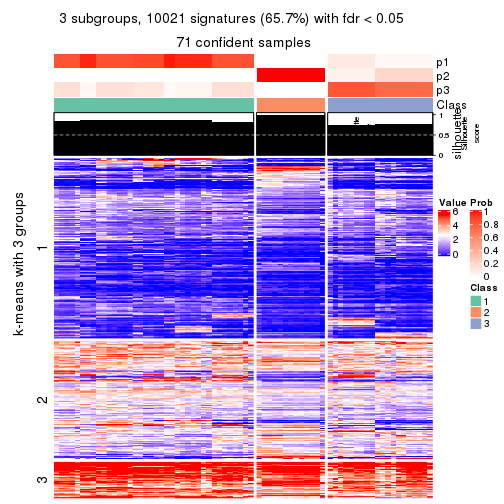 3 subgroups, 10021 signatures (65.7%) with fdr < 0.05
71 confident samples
p1
p2
p3
Class
1
0.5
0
silhouette
Silhouette
score
k-means with 3 groups
1
2
3
Value
6
4
2
0
Prob
1
0.8
0.6
0.4
0.2
0
Class
1
2
3